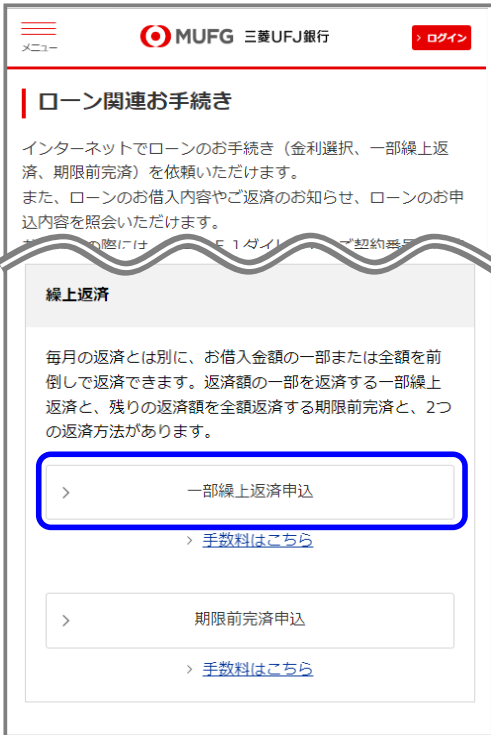 メニュー
MUFG 三菱UFJ銀行
ログイン
ローン関連お手続き
インターネットでローンのお手続き（金利選択、一部繰上返
済、期限前完済）を依頼いただけます。
また、ローンのお借入内容やご返済のお知らせ、ローンのお申
込内容を照会いただけます。
の際には
ご契約番号
繰上返済
毎月の返済とは別に、お借入金額の一部または全額を前
倒しで返済できます。返済額の一部を返済する一部繰上
返済と、残りの返済額を全額返済する期限前完済と、2つ
の返済方法があります。
一部繰上返済申込
手数料はこちら
期限前完済申込
手数料はこちら